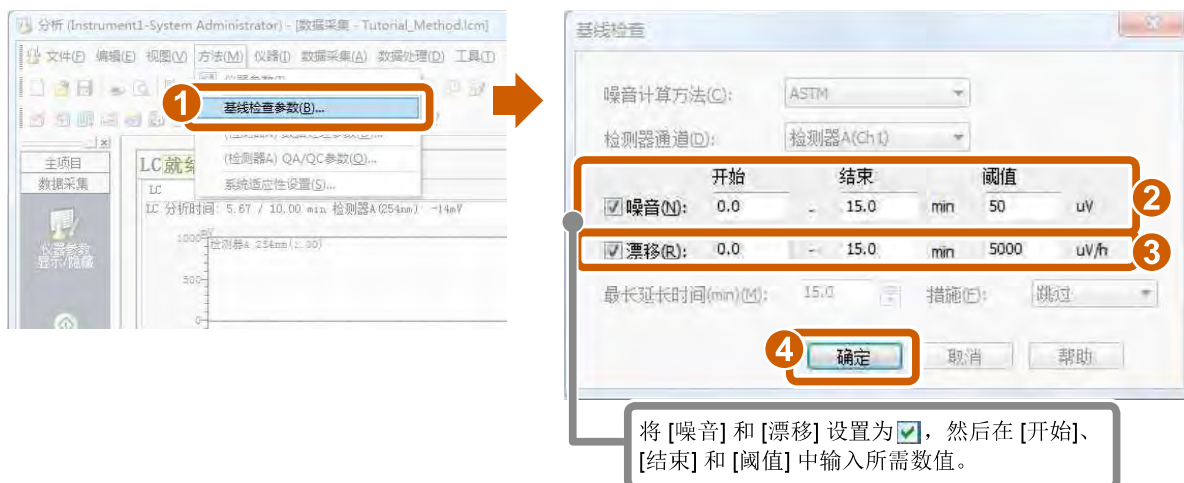 分析 (Instrument1-System Administrator) - [数据采集 - Tutorial_Method.lcm]
文件(F) 编辑(E) 视图(V) 方法(M) 仪器(I) 数据采集(A) 数据处理(D) 工具(T)
1
基线检查参数(B)...
(检测器A) QA/QC参数(O)...
系统适应性设置(S)...
主项目
数据采集
仪器参数
显示/隐藏
LC就绪
LC
LC 分析时间: 5.67 / 10.00 min 检测器A(254nm): -14mV
1000
mV
检测器A 254nm(1.00)
500
0
基线检查
噪音计算方法(C): ASTM
检测器通道(D): 检测器A(Ch1)
开始 结束 阈值
噪音(N): 0.0 - 15.0 min 50 uV
2
漂移(R): 0.0 - 15.0 min 5000 uV/h
3
最长延长时间(min)(M): 15.0 措施(E): 跳过
4
确定 取消 帮助
将 [噪音] 和 [漂移] 设置为，然后在 [开始]、
[结束] 和 [阈值] 中输入所需数值。